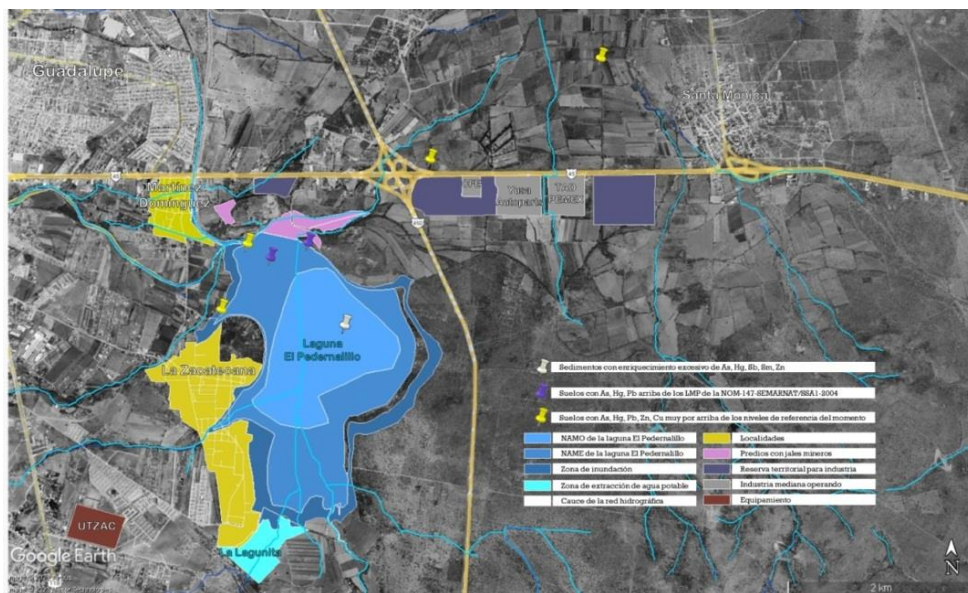 Guadalupe
Santa Mónica
45
45
Martínez
Domínguez
CFE
Yusa
Autoparts
TAD
PEMEX
Laguna
El Pedernalillo
La Zacatecana
La Lagunita
UTZAC
Sedimentos con enriquecimiento excesivo de As, Hg, Sb, Sm, Zn
Suelos con As, Hg, Pb arriba de los LMP de la NOM-147-SEMARNAT/SSA1-2004
Suelos con As, Hg, Pb, Zn, Cu muy por arriba de los niveles de referencia del momento
NAMO de la laguna El Pedernalillo
Localidades
NAME de la laguna El Pedernalillo
Predios con jales mineros
Zona de inundación
Reserva territorial para industria
Zona de extracción de agua potable
Industria mediana operando
Cauce de la red hidrográfica
Equipamiento
Google Earth
N
2 km